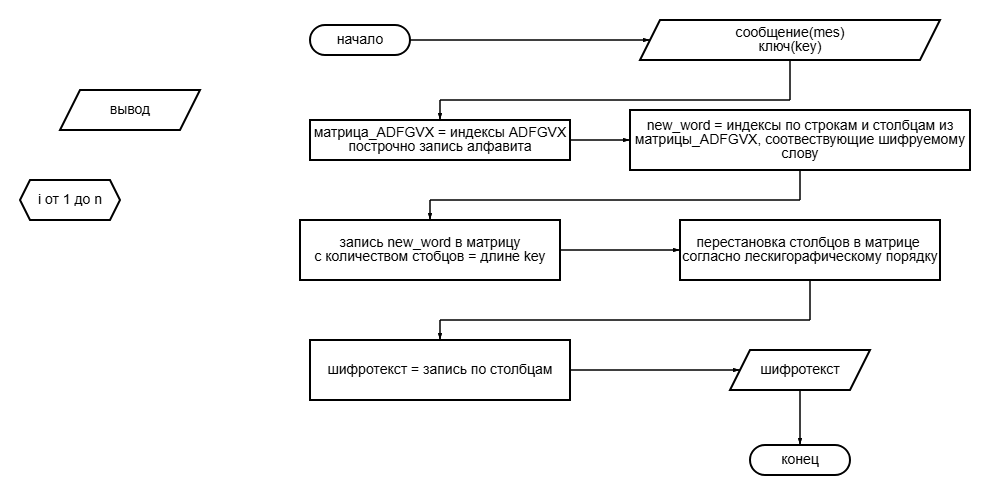 начало
сообщение(mes)
ключ(key)
вывод
матрица_ADFGVX = индексы ADFGVX
построчно запись алфавита
new_word = индексы по строкам и столбцам из
матрицы_ADFGVX, соотвествующие шифруемому
слову
i от 1 до n
запись new_word в матрицу
с количеством стобцов = длине key
перестановка столбцов в матрице
согласно лескигорафическому порядку
шифротекст = запись по столбцам
шифротекст
конец